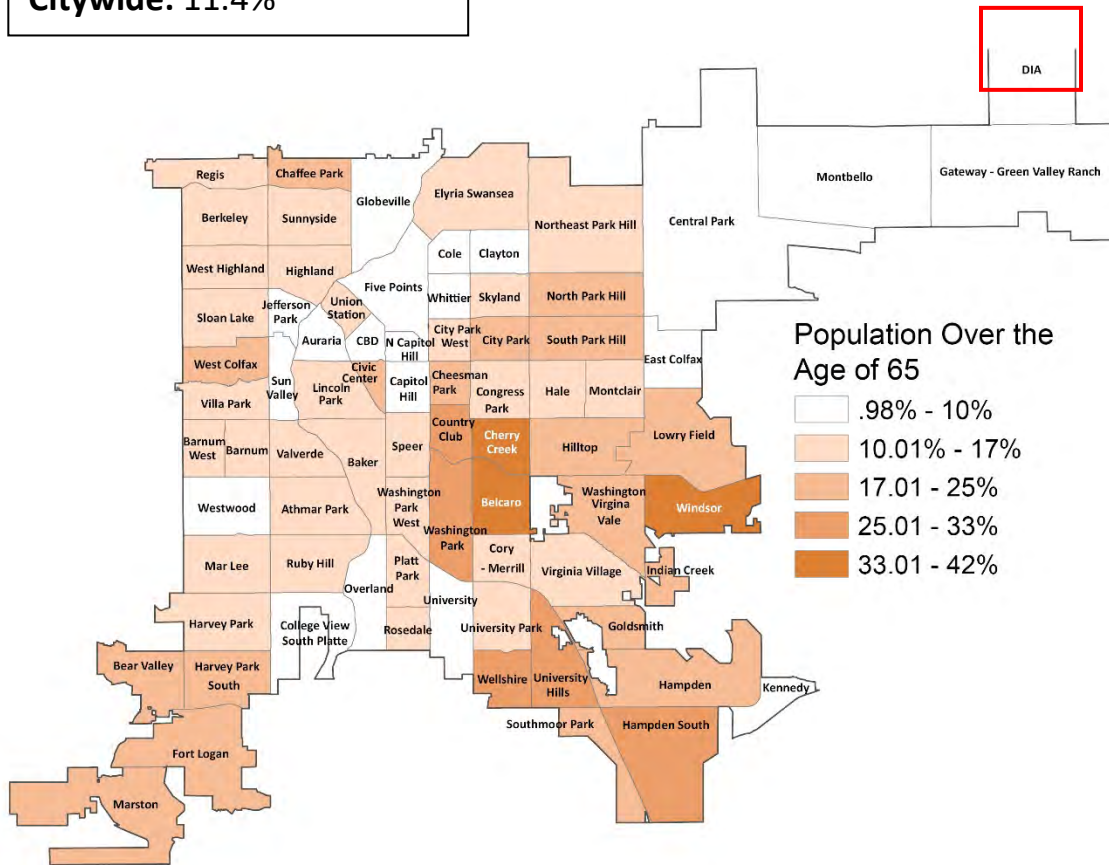 Citywide: 11.4%
DIA
Montbello
Gateway - Green Valley Ranch
Regis
Chaffee Park
Globeville
Elyria Swansea
Central Park
Berkeley
Sunnyside
Northeast Park Hill
Cole
Clayton
West Highland
Highland
Five Points
Whittier
Skyland
North Park Hill
Sloan Lake
Jefferson
Park
Union
Station
Auraria
CBD
N Capitol
Hill
City Park
West
City Park
South Park Hill
East Colfax
West Colfax
Sun
Valley
Lincoln
Park
Civic
Center
Capitol
Hill
Cheesman
Park
Congress
Park
Hale
Montclair
Villa Park
Barnum
West
Barnum
Valverde
Baker
Speer
Country
Club
Cherry
Creek
Hilltop
Lowry Field
Westwood
Athmar Park
Washington
Park
West
Washington
Park
Belcaro
Washington
Virgina
Vale
Windsor
Mar Lee
Ruby Hill
Overland
Platt
Park
Cory
- Merrill
Virginia Village
Indian Creek
Harvey Park
College View
South Platte
Rosedale
University
University Park
Goldsmith
Bear Valley
Harvey Park
South
Wellshire
University
Hills
Hampden
Kennedy
Southmoor Park
Hampden South
Fort Logan
Marston
Population Over the
Age of 65
.98% - 10%
10.01% - 17%
17.01 - 25%
25.01 - 33%
33.01 - 42%